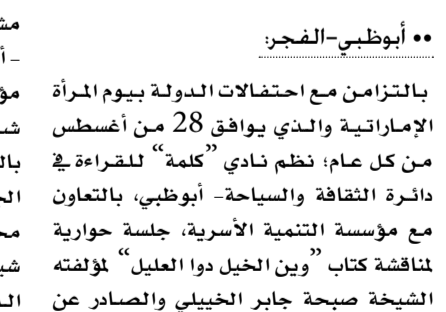 •• أبوظبي-الفجر:
بالتزامن مع احتفالات الدولة بيوم المرأة
الإماراتية والذي يوافق 28 من أغسطس
من كل عام؛ نظم نادي "كلمة" للقراءة في
دائرة الثقافة والسياحة- أبوظبي، بالتعاون
مع مؤسسة التنمية الأسرية، جلسة حوارية
لمناقشة كتاب "وين الخيل دوا العليل" لمؤلفته
الشيخة صبحة جابر الخييلي والصادر عن